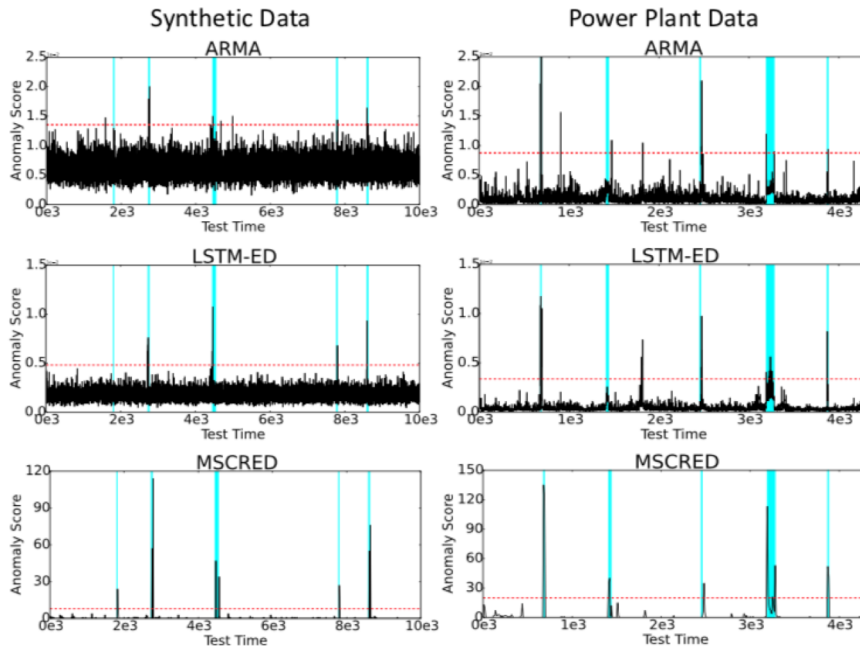 Synthetic Data
Power Plant Data
ARMA
2.5
2.0
1.5
1.0
0.5
0.0
Anomaly Score
0e3 2e3 4e3 6e3 8e3 10e3
Test Time
ARMA
2.5
2.0
1.5
1.0
0.5
0.0
Anomaly Score
0e3 1e3 2e3 3e3 4e3
Test Time
LSTM-ED
1.5
1.0
0.5
0.0
Anomaly Score
0e3 2e3 4e3 6e3 8e3 10e3
Test Time
LSTM-ED
1.5
1.0
0.5
0.0
Anomaly Score
0e3 1e3 2e3 3e3 4e3
Test Time
MSCRED
120
90
60
30
0
Anomaly Score
0e3 2e3 4e3 6e3 8e3 10e3
Test Time
MSCRED
150
120
90
60
30
0
Anomaly Score
0e3 1e3 2e3 3e3 4e3
Test Time